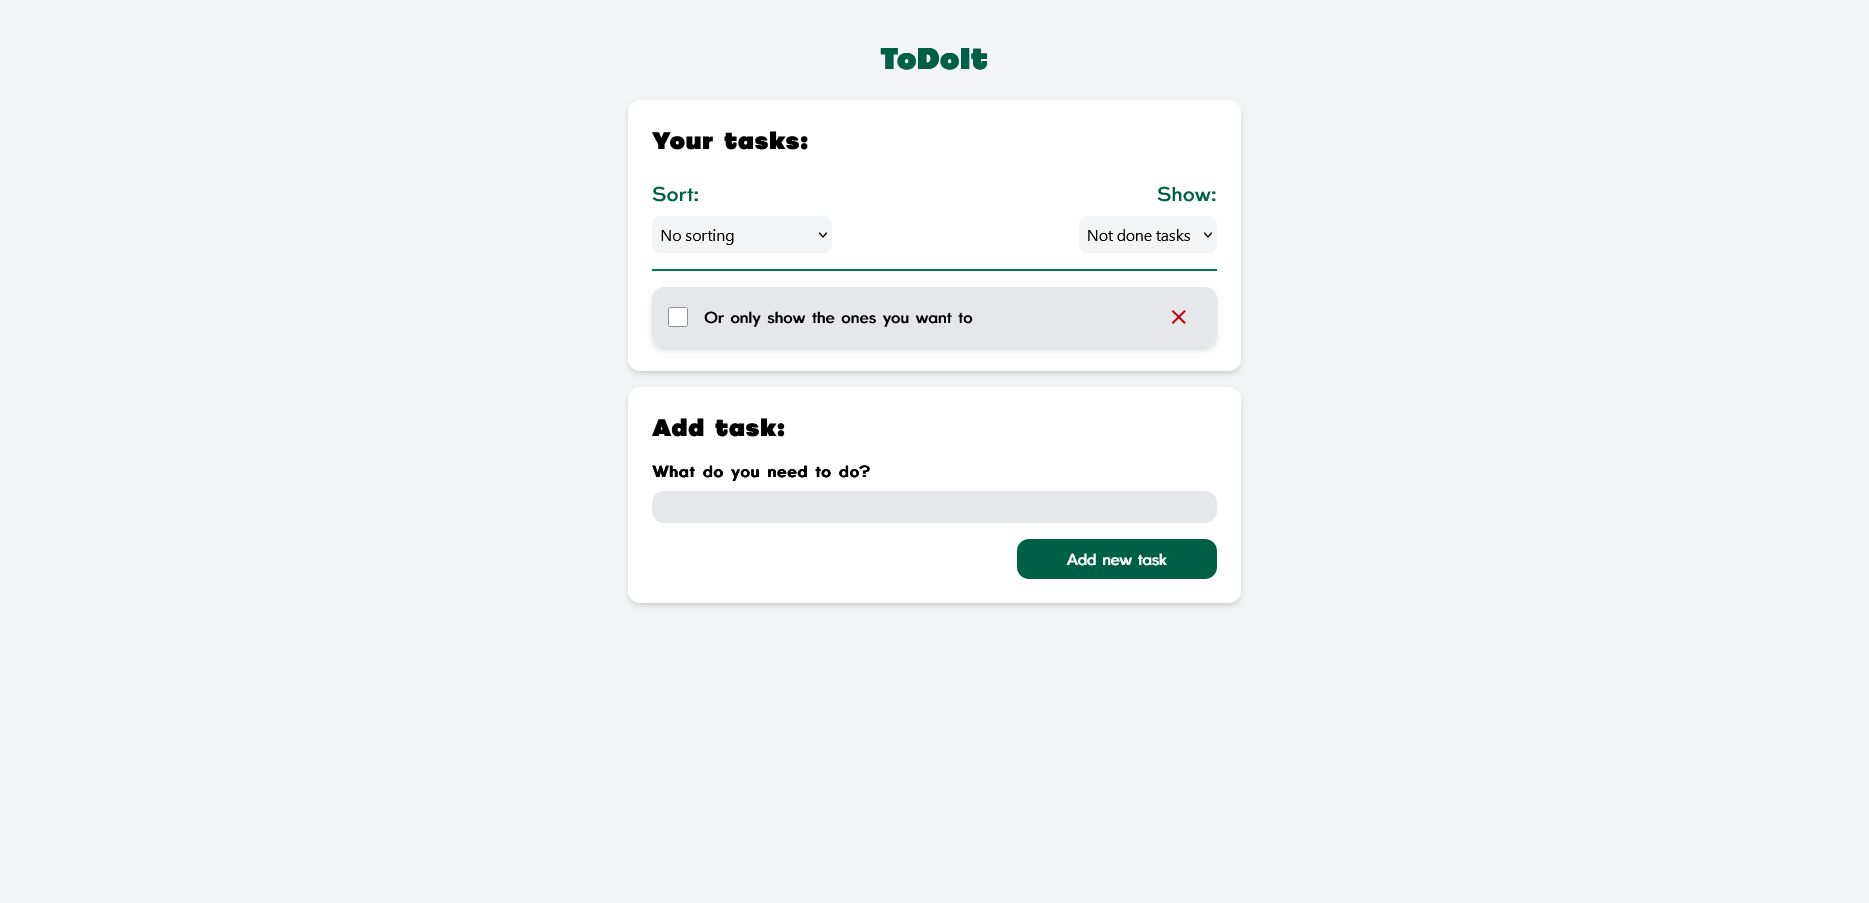 ToDoIt
Your tasks:
Sort:
Show:
No sorting
Not done tasks
Or only show the ones you want to
Add task:
What do you need to do?
Add new task